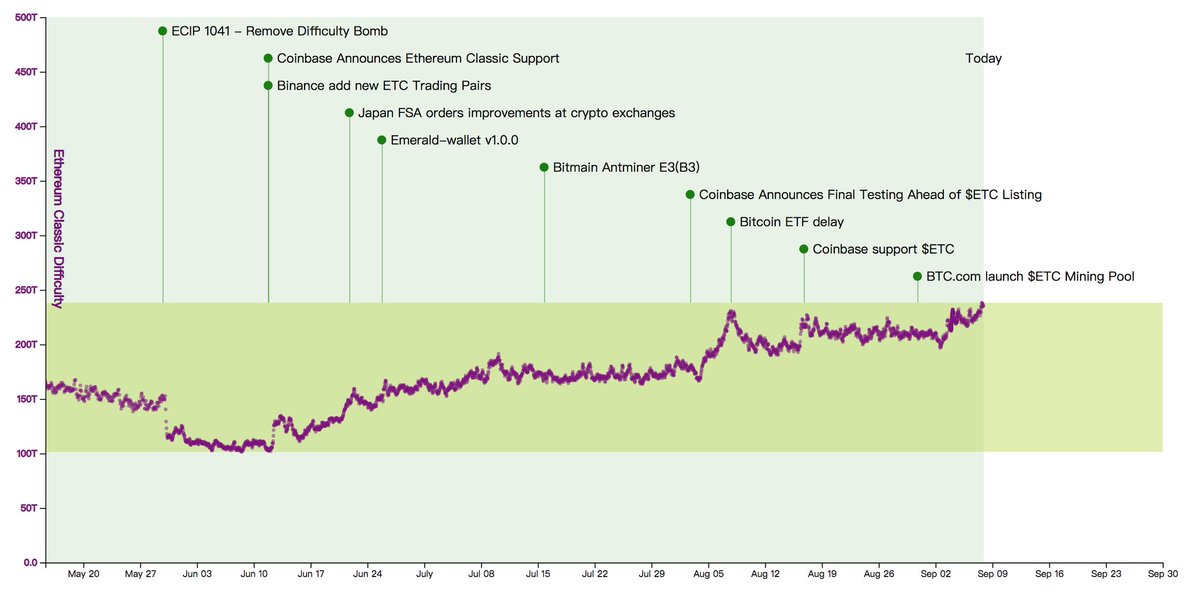 500T
ECIP 1041 - Remove Difficulty Bomb
Coinbase Announces Ethereum Classic Support
Today
450T
Binance add new ETC Trading Pairs
Japan FSA orders improvements at crypto exchanges
400T
Emerald-wallet v1.0.0
Bitmain Antminer E3(B3)
350T
Coinbase Announces Final Testing Ahead of $ETC Listing
Bitcoin ETF delay
300T
Coinbase support $ETC
BTC.com launch $ETC Mining Pool
250T
Ethereum Classic Difficulty
200T
150T
100T
50T
0.0
May 20 May 27 Jun 03 Jun 10 Jun 17 Jun 24 July Jul 08 Jul 15 Jul 22 Jul 29 Aug 05 Aug 12 Aug 19 Aug 26 Sep 02 Sep 09 Sep 16 Sep 23 Sep 30